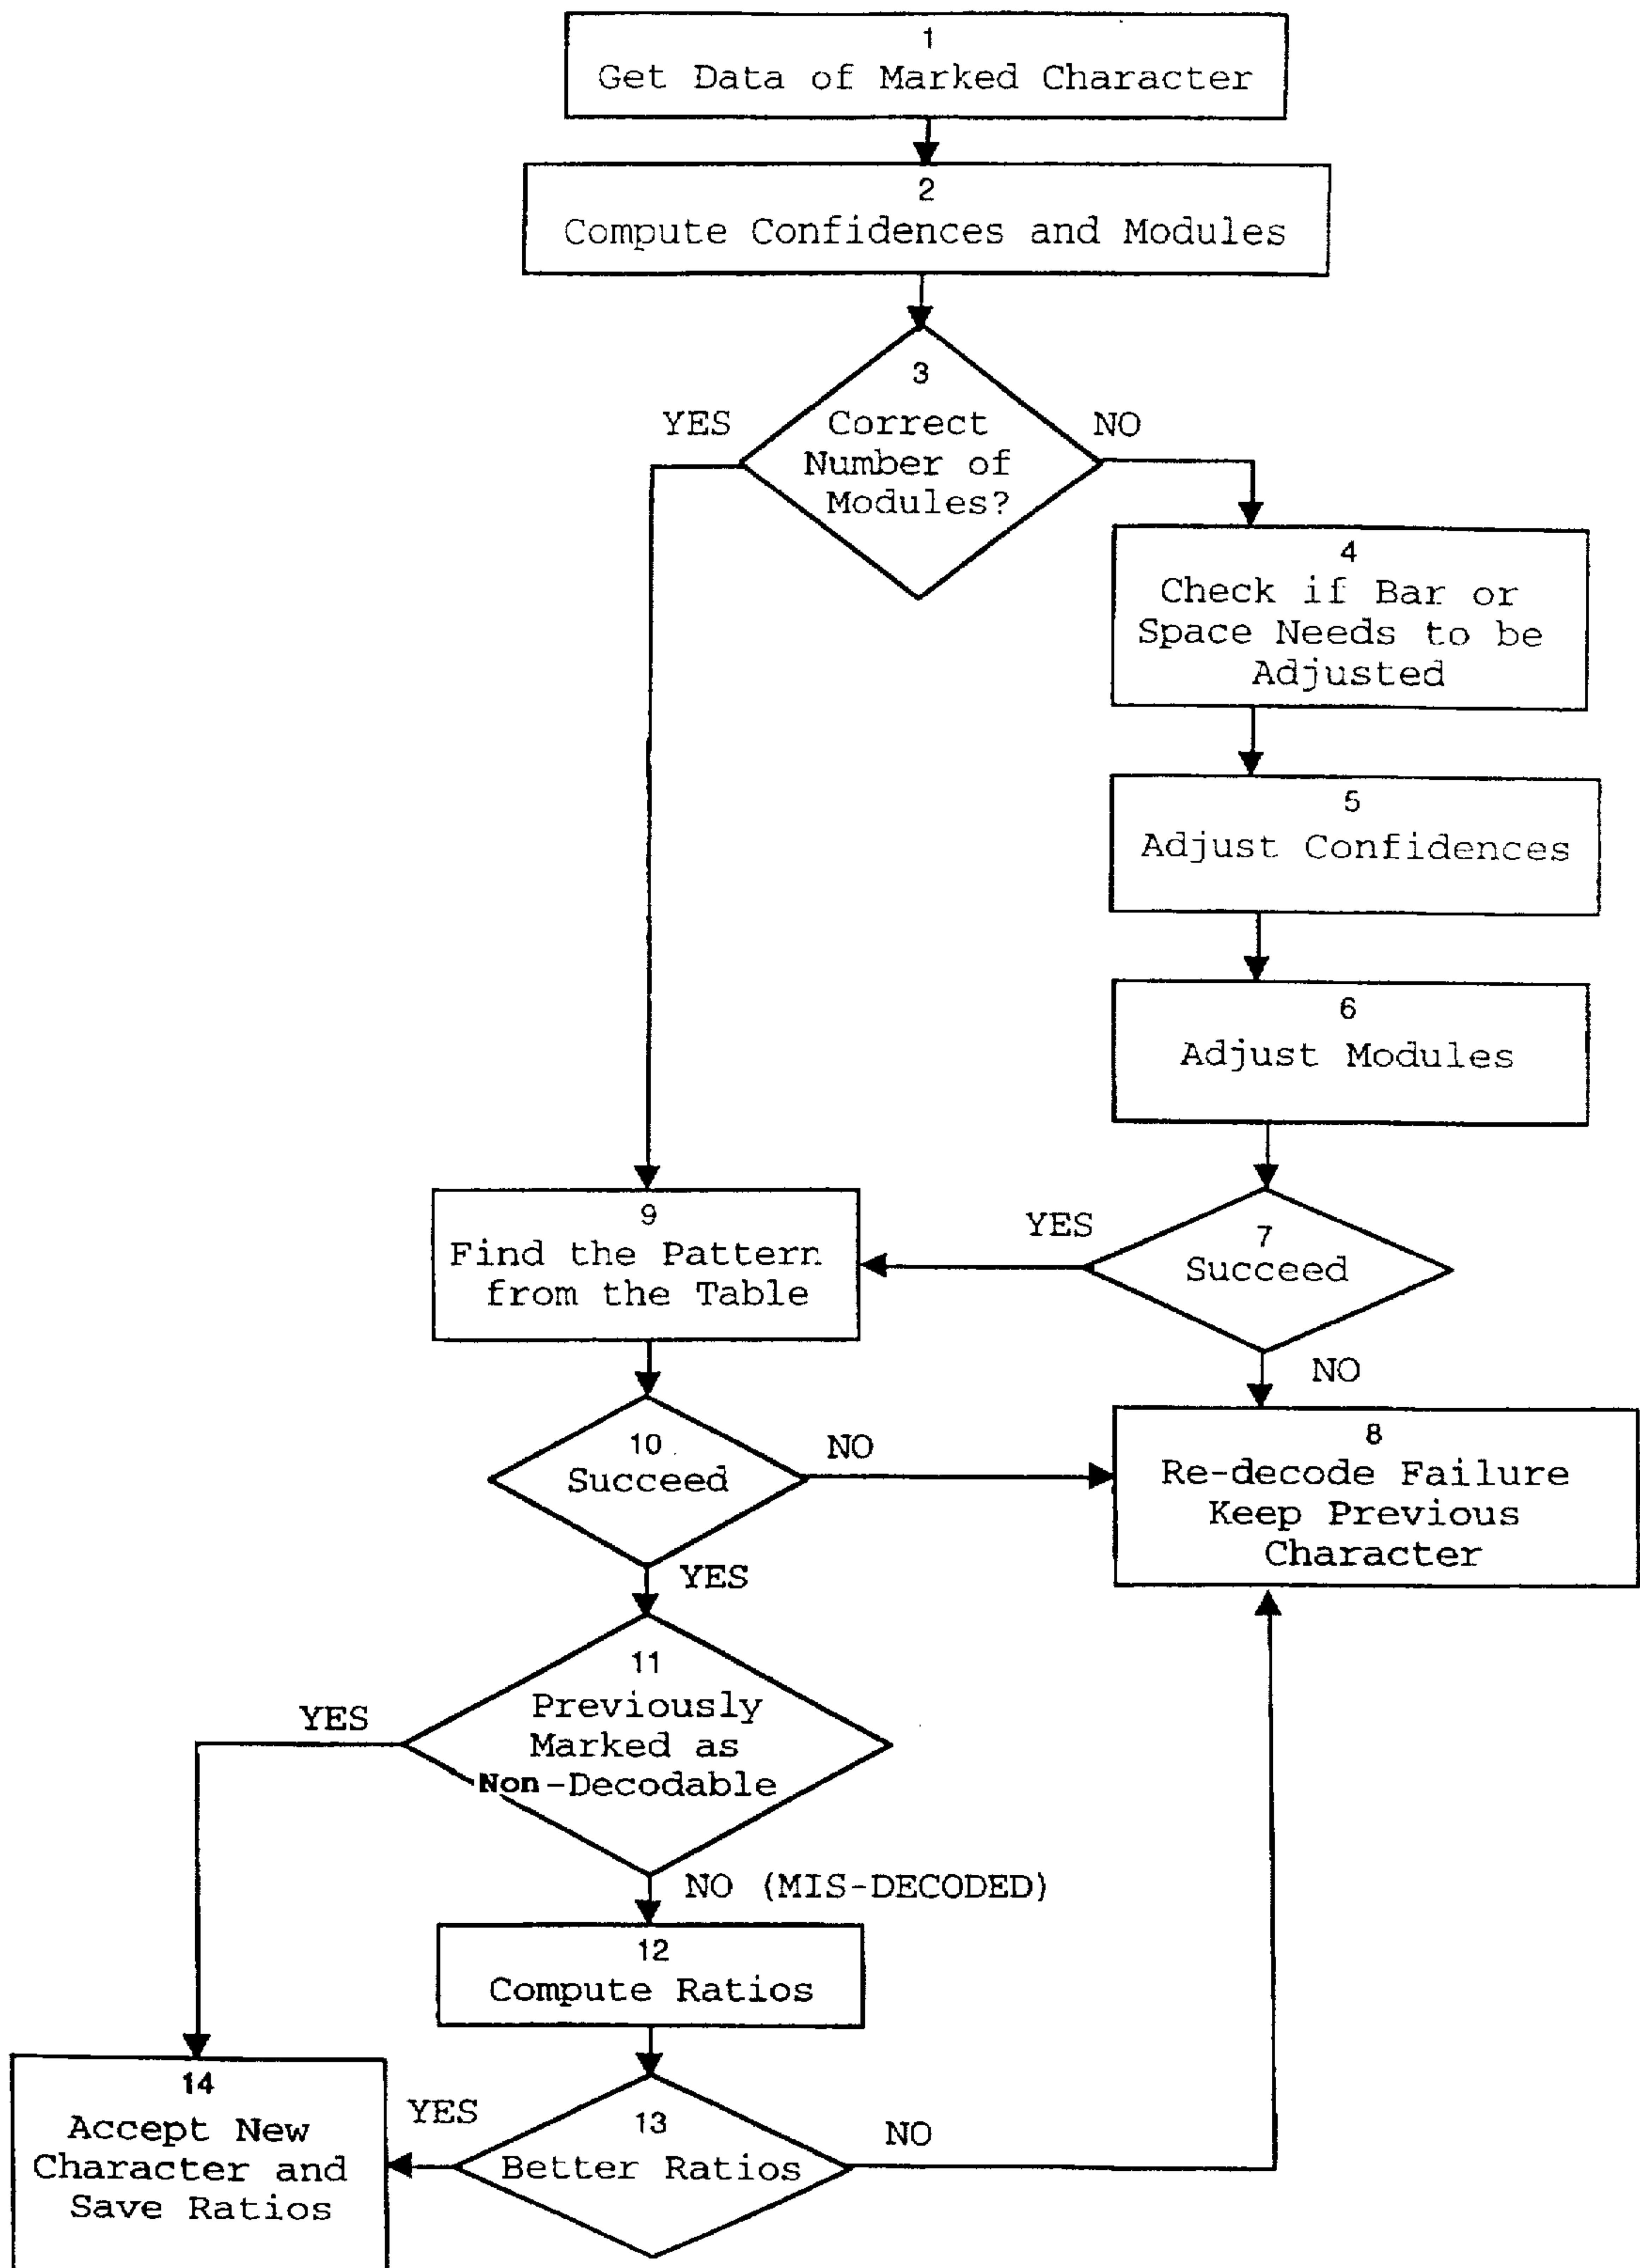 1
Get Data of Marked Character
2
Compute Confidences and Modules
3
Correct
Number of
Modules?
YES
NO
4
Check if Bar or
Space Needs to be
Adjusted
5
Adjust Confidences
6
Adjust Modules
7
Succeed
YES
NO
8
Re-decode Failure
Keep Previous
Character
9
Find the Pattern
from the Table
10
Succeed
NO
YES
11
Previously
Marked as
Non-Decodable
YES
NO (MIS-DECODED)
12
Compute Ratios
13
Better Ratios
YES
NO
14
Accept New
Character and
Save Ratios